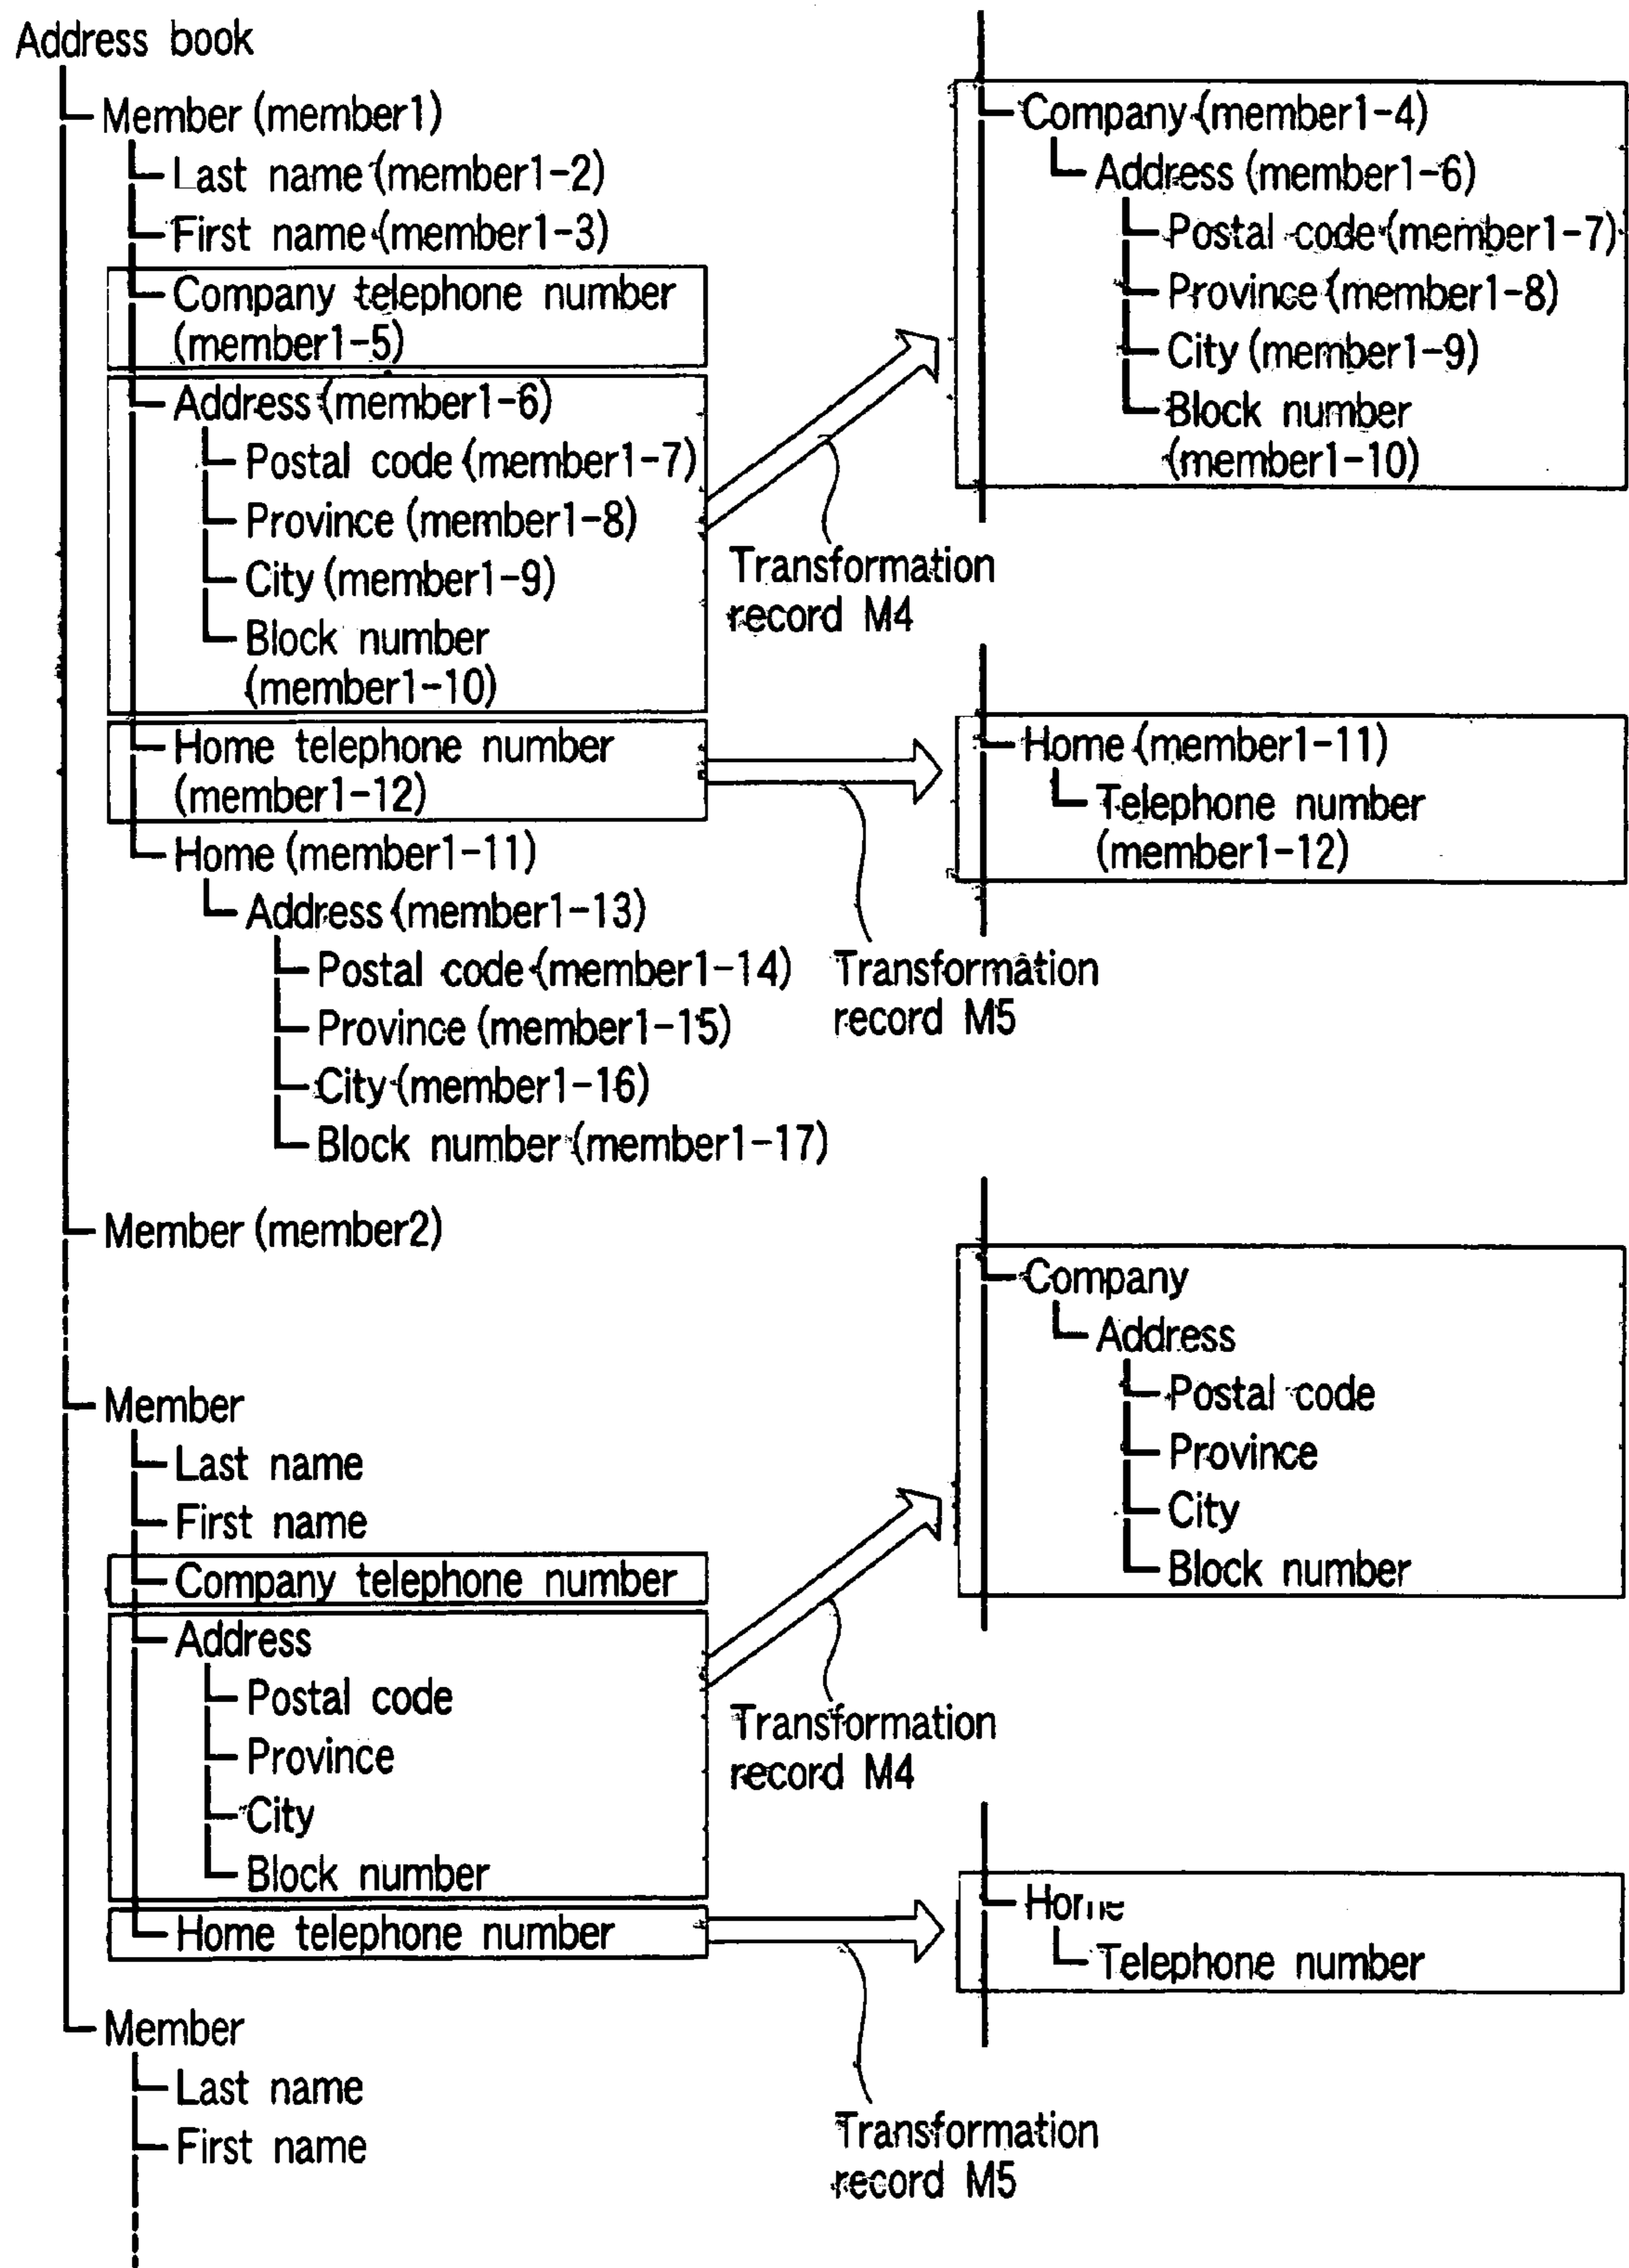 Address book
Member (member1)
Last name (member1-2)
First name (member1-3)
Company telephone number
(member1-5)
Address (member1-6)
Postal code (member1-7)
Province (member1-8)
City (member1-9)
Block number
(member1-10)
Home telephone number
(member1-12)
Home (member1-11)
Address (member1-13)
Postal code (member1-14)
Province (member1-15)
City (member1-16)
Block number (member1-17)
Company (member1-4)
Address (member1-6)
Postal code (member1-7)
Province (member1-8)
City (member1-9)
Block number
(member1-10)
Transformation
record M4
Home (member1-11)
Telephone number
(member1-12)
Transformation
record M5
Member (member2)
Member
Last name
First name
Company telephone number
Address
Postal code
Province
City
Block number
Home telephone number
Company
Address
Postal code
Province
City
Block number
Transformation
record M4
Home
Telephone number
Transformation
record M5
Member
Last name
First name